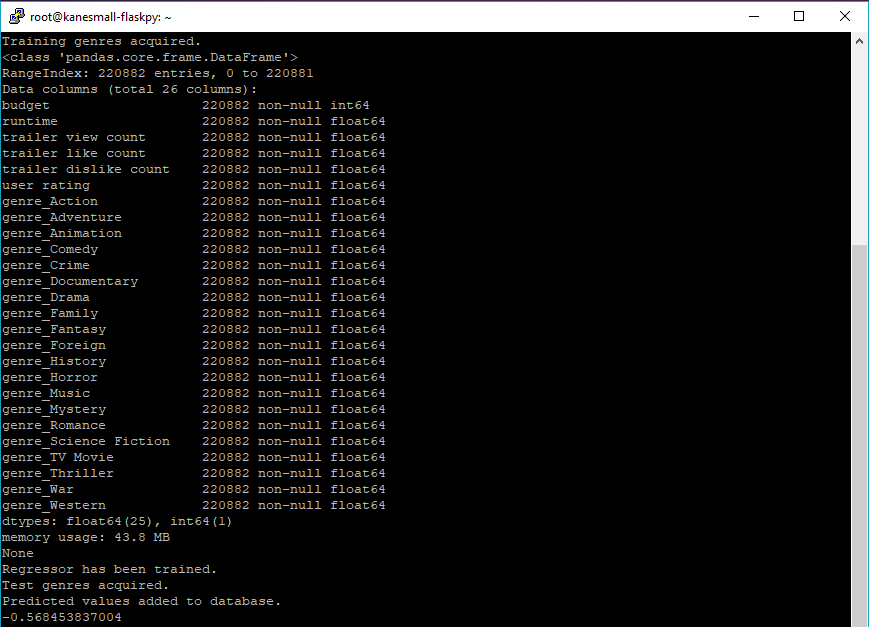 root@kanesmall-flaskpy: ~
Training genres acquired.
<class 'pandas.core.frame.DataFrame'>
RangeIndex: 220882 entries, 0 to 220881
Data columns (total 26 columns):
budget                   220882 non-null int64
runtime                  220882 non-null float64
trailer view count       220882 non-null float64
trailer like count       220882 non-null float64
trailer dislike count    220882 non-null float64
user rating              220882 non-null float64
genre_Action             220882 non-null float64
genre_Adventure          220882 non-null float64
genre_Animation          220882 non-null float64
genre_Comedy             220882 non-null float64
genre_Crime              220882 non-null float64
genre_Documentary        220882 non-null float64
genre_Drama              220882 non-null float64
genre_Family             220882 non-null float64
genre_Fantasy            220882 non-null float64
genre_Foreign            220882 non-null float64
genre_History            220882 non-null float64
genre_Horror             220882 non-null float64
genre_Music              220882 non-null float64
genre_Mystery            220882 non-null float64
genre_Romance            220882 non-null float64
genre_Science Fiction    220882 non-null float64
genre_TV Movie           220882 non-null float64
genre_Thriller           220882 non-null float64
genre_War                220882 non-null float64
genre_Western            220882 non-null float64
dtypes: float64(25), int64(1)
memory usage: 43.8 MB
None
Regressor has been trained.
Test genres acquired.
Predicted values added to database.
-0.568453837004